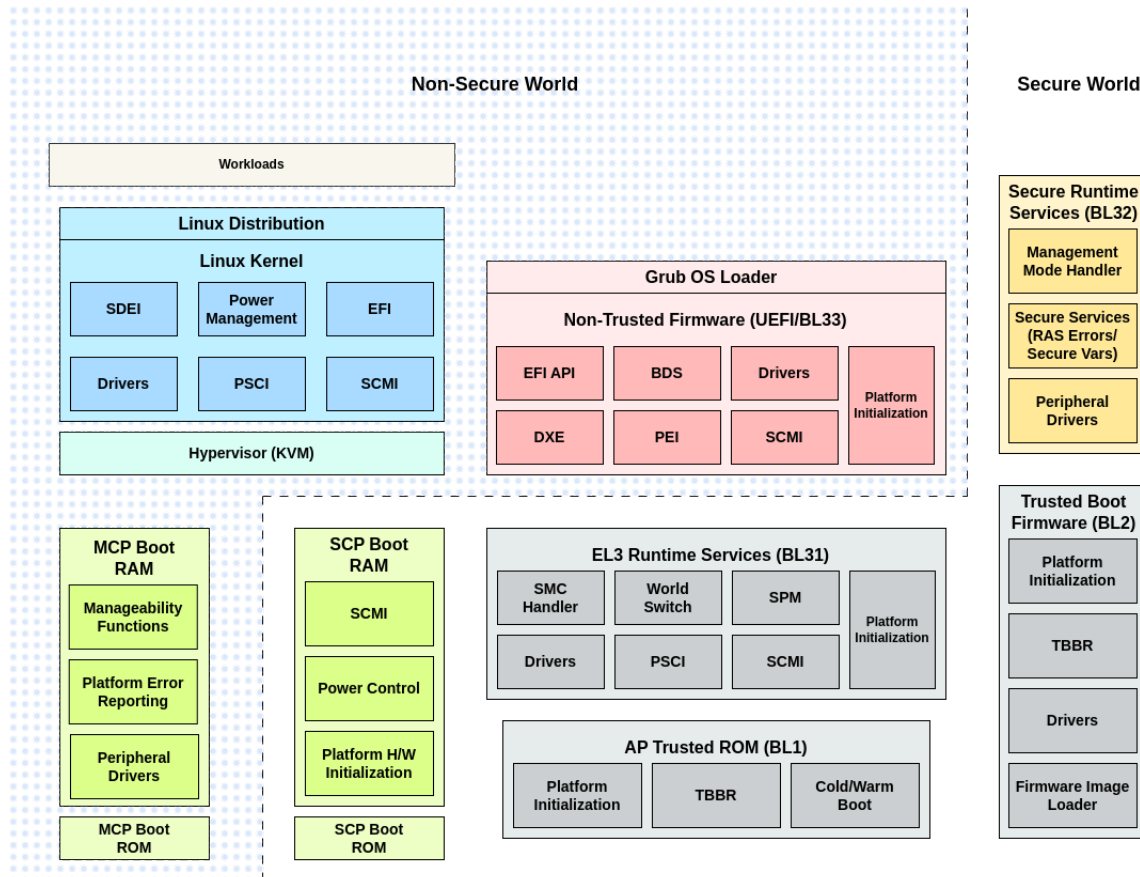 Non-Secure World
Secure World
Workloads
Linux Distribution
Linux Kernel
SDEI
Power
Management
EFI
Drivers
PSCI
SCMI
Hypervisor (KVM)
Grub OS Loader
Non-Trusted Firmware (UEFI/BL33)
EFI API
BDS
Drivers
Platform
Initialization
DXE
PEI
SCMI
Secure Runtime
Services (BL32)
Management
Mode Handler
Secure Services
(RAS Errors/
Secure Vars)
Peripheral
Drivers
MCP Boot
RAM
Manageability
Functions
Platform Error
Reporting
Peripheral
Drivers
MCP Boot
ROM
SCP Boot
RAM
SCMI
Power Control
Platform H/W
Initialization
SCP Boot
ROM
EL3 Runtime Services (BL31)
SMC
Handler
World
Switch
SPM
Platform
Initialization
Drivers
PSCI
SCMI
AP Trusted ROM (BL1)
Platform
Initialization
TBBR
Cold/Warm
Boot
Trusted Boot
Firmware (BL2)
Platform
Initialization
TBBR
Drivers
Firmware Image
Loader